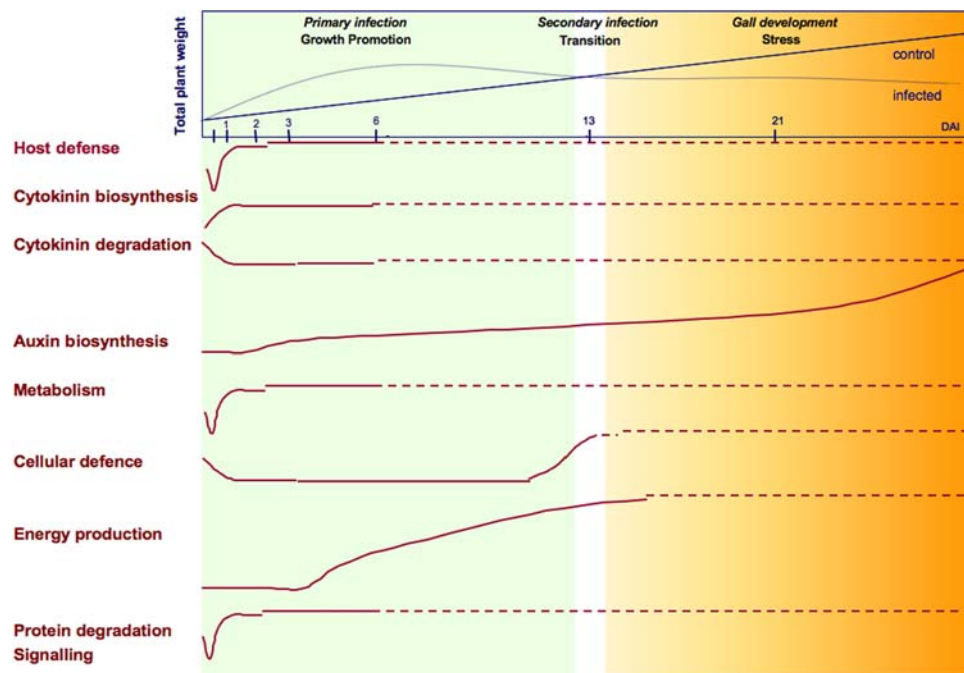 Primary infection
Growth Promotion
Secondary infection
Transition
Gall development
Stress
Total plant weight
control
infected
1 2 3 6 13 21 DAI
Host defense
Cytokinin biosynthesis
Cytokinin degradation
Auxin biosynthesis
Metabolism
Cellular defence
Energy production
Protein degradation
Signalling